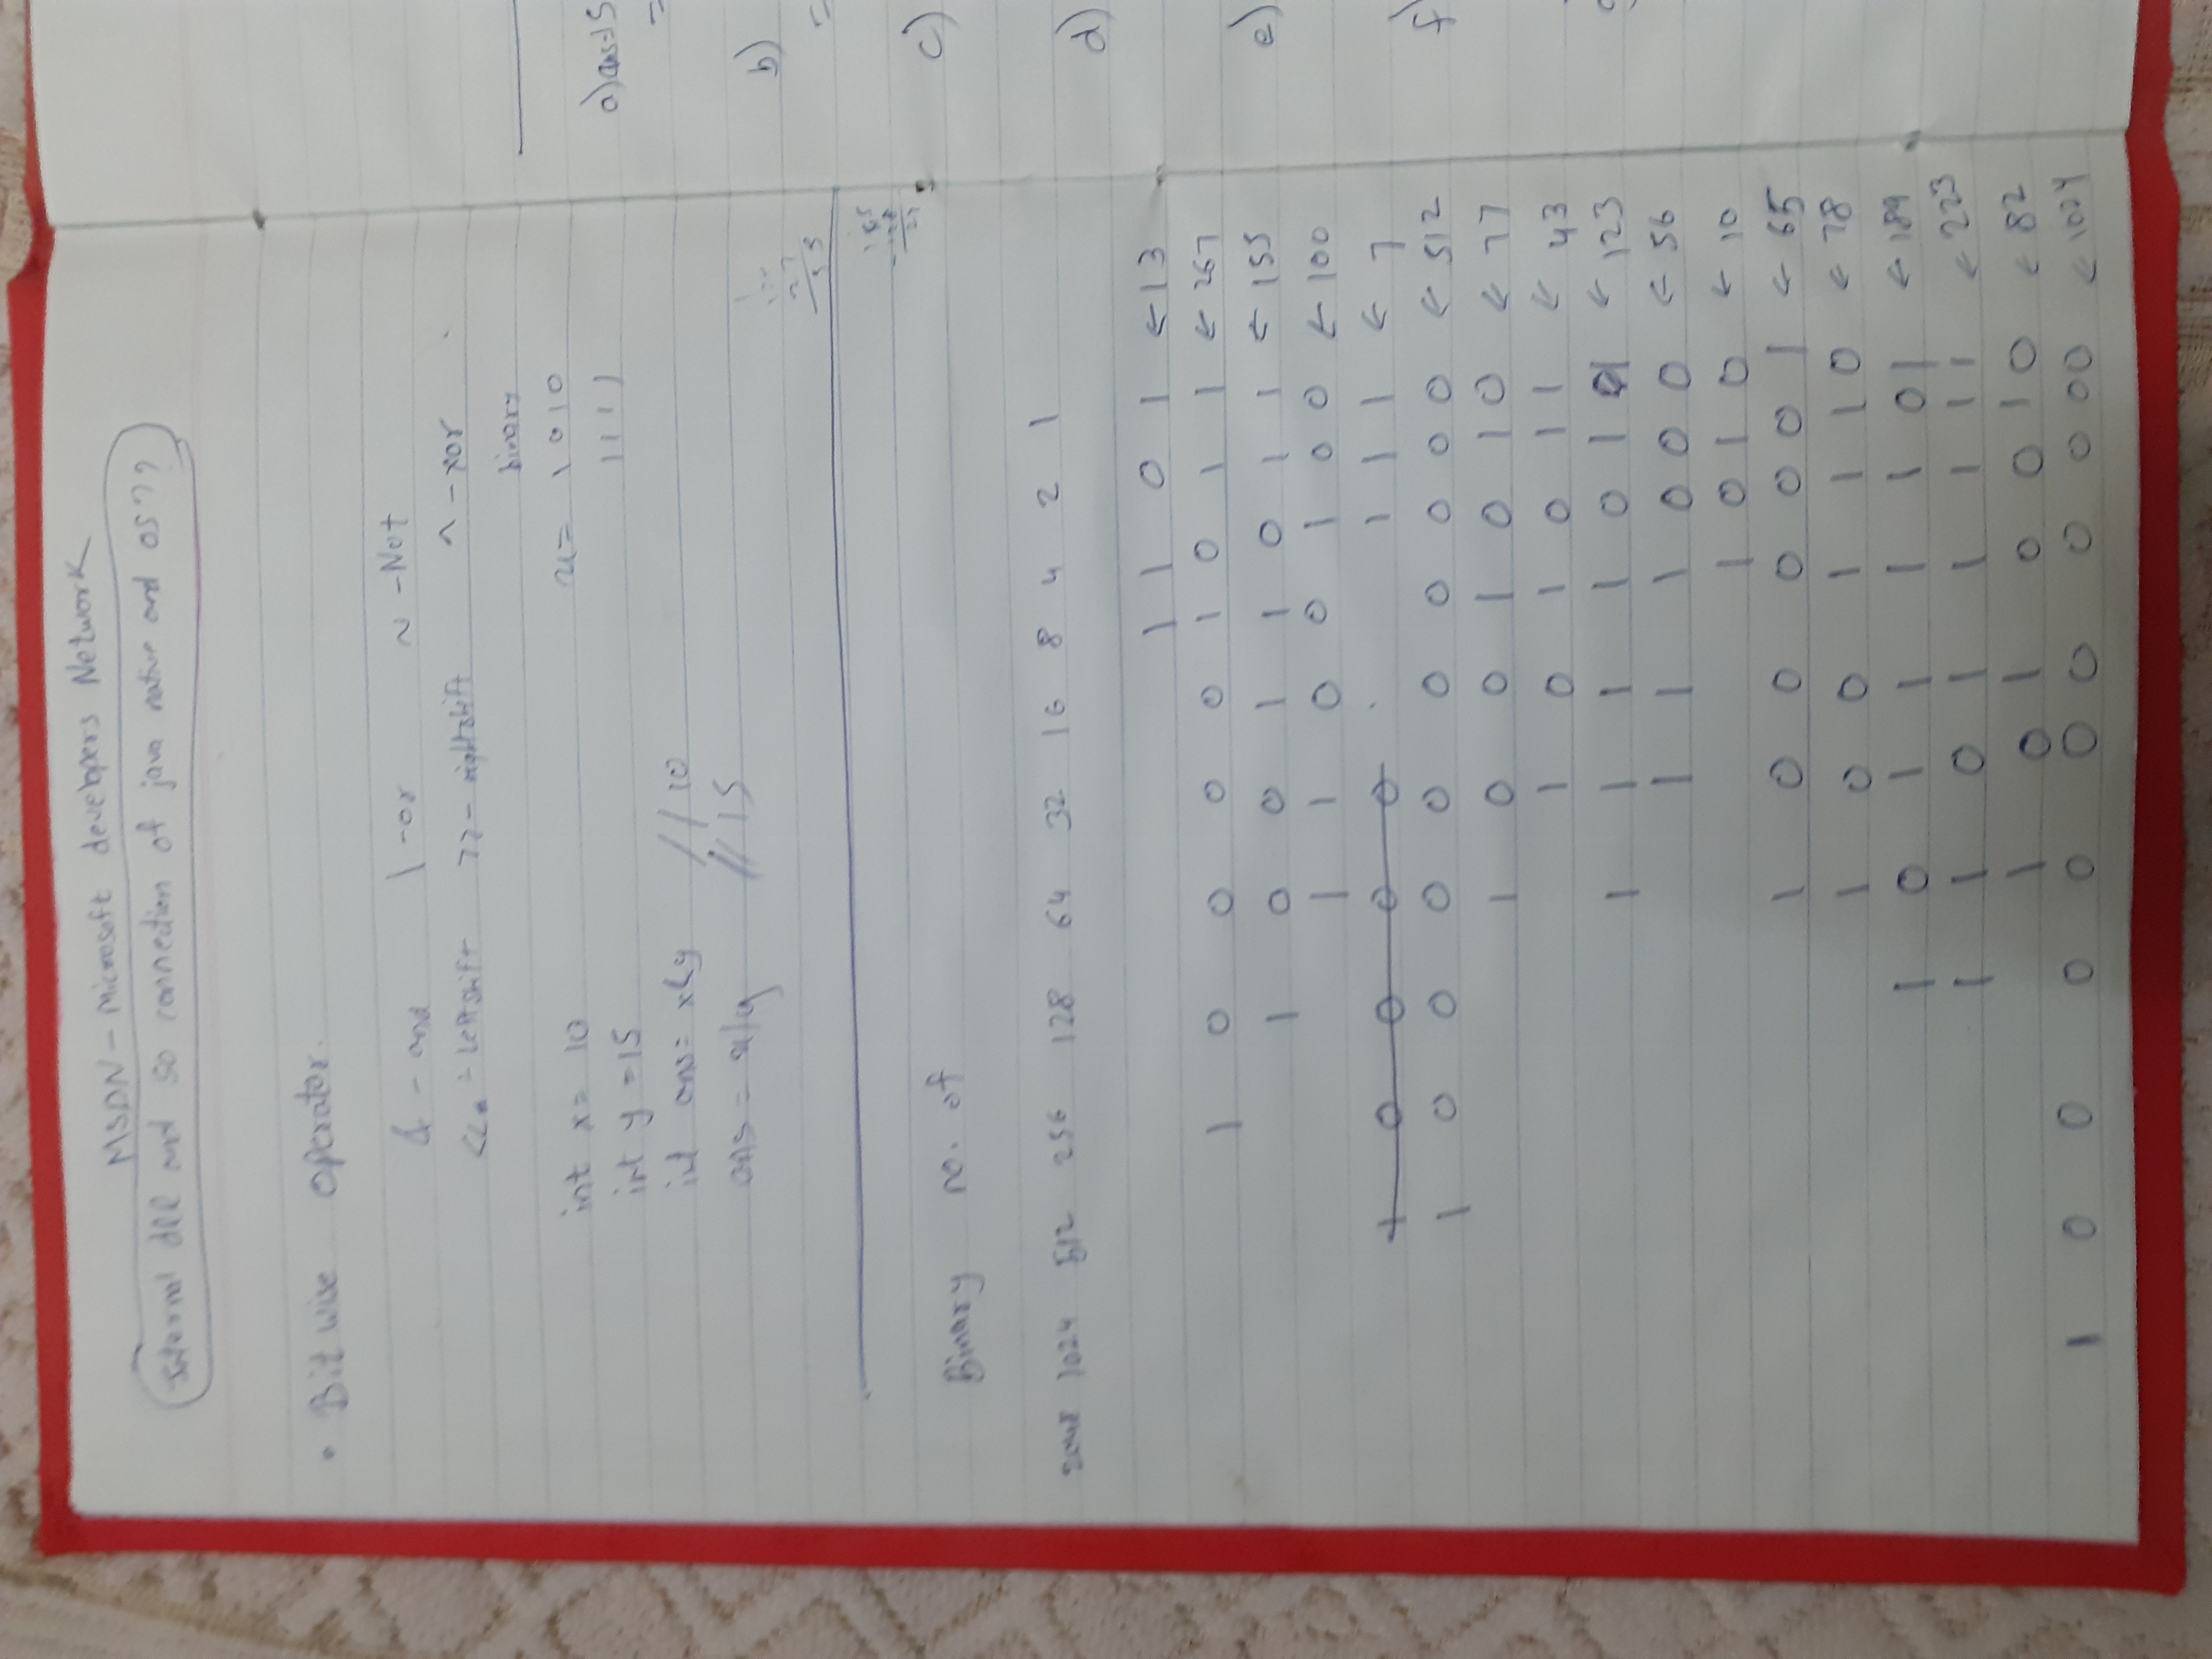 MSDN - microsoft developers Network
external dll and so connection of java native and os??
• Bit wise operator.
& - and | - or ~ - Not
<< - leftshift >> - rightshift ^ - xor
binary
int x = 10 x = 1010
int y = 15 1111
int ans = x&y //10
ans = x/y //15
155
Binary no. of
2048 1024 512 256 128 64 32 16 8 4 2 1
1 1 0 1 ← 13
1 0 0 0 0 1 0 1 1 ← 267
1 0 0 1 1 0 1 1 ← 155
1 1 0 0 1 0 0 ← 100
1 0 0 0 0 1 1 1 ← 7
1 0 0 0 0 0 0 0 0 0 ← 512
1 0 0 1 0 1 0 ← 77
1 0 1 0 1 1 ← 43
1 1 1 1 0 1 1 ← 123
1 1 1 0 0 0 ← 56
1 0 1 0 ← 10
1 0 0 0 0 0 1 ← 65
1 0 0 1 1 1 0 ← 78
1 0 1 1 1 1 0 1 ← 189
1 1 0 1 1 1 1 1 ← 223
1 0 1 0 0 1 0 ← 82
1 0 0 0 0 0 0 0 0 0 0 ← 1024
a) ans = 15
=
b)
=
c)
d)
e)
f)